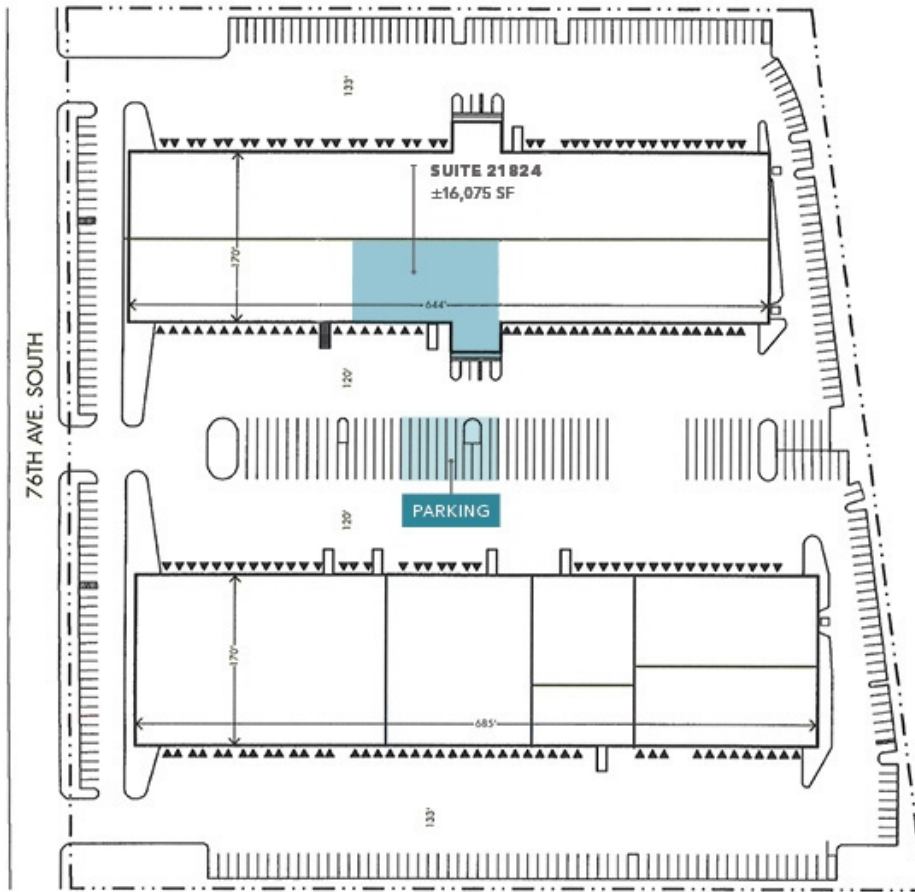 133'
SUITE 21824
±16,075 SF
170'
644'
76TH AVE. SOUTH
120'
PARKING
120'
170'
685'
133'